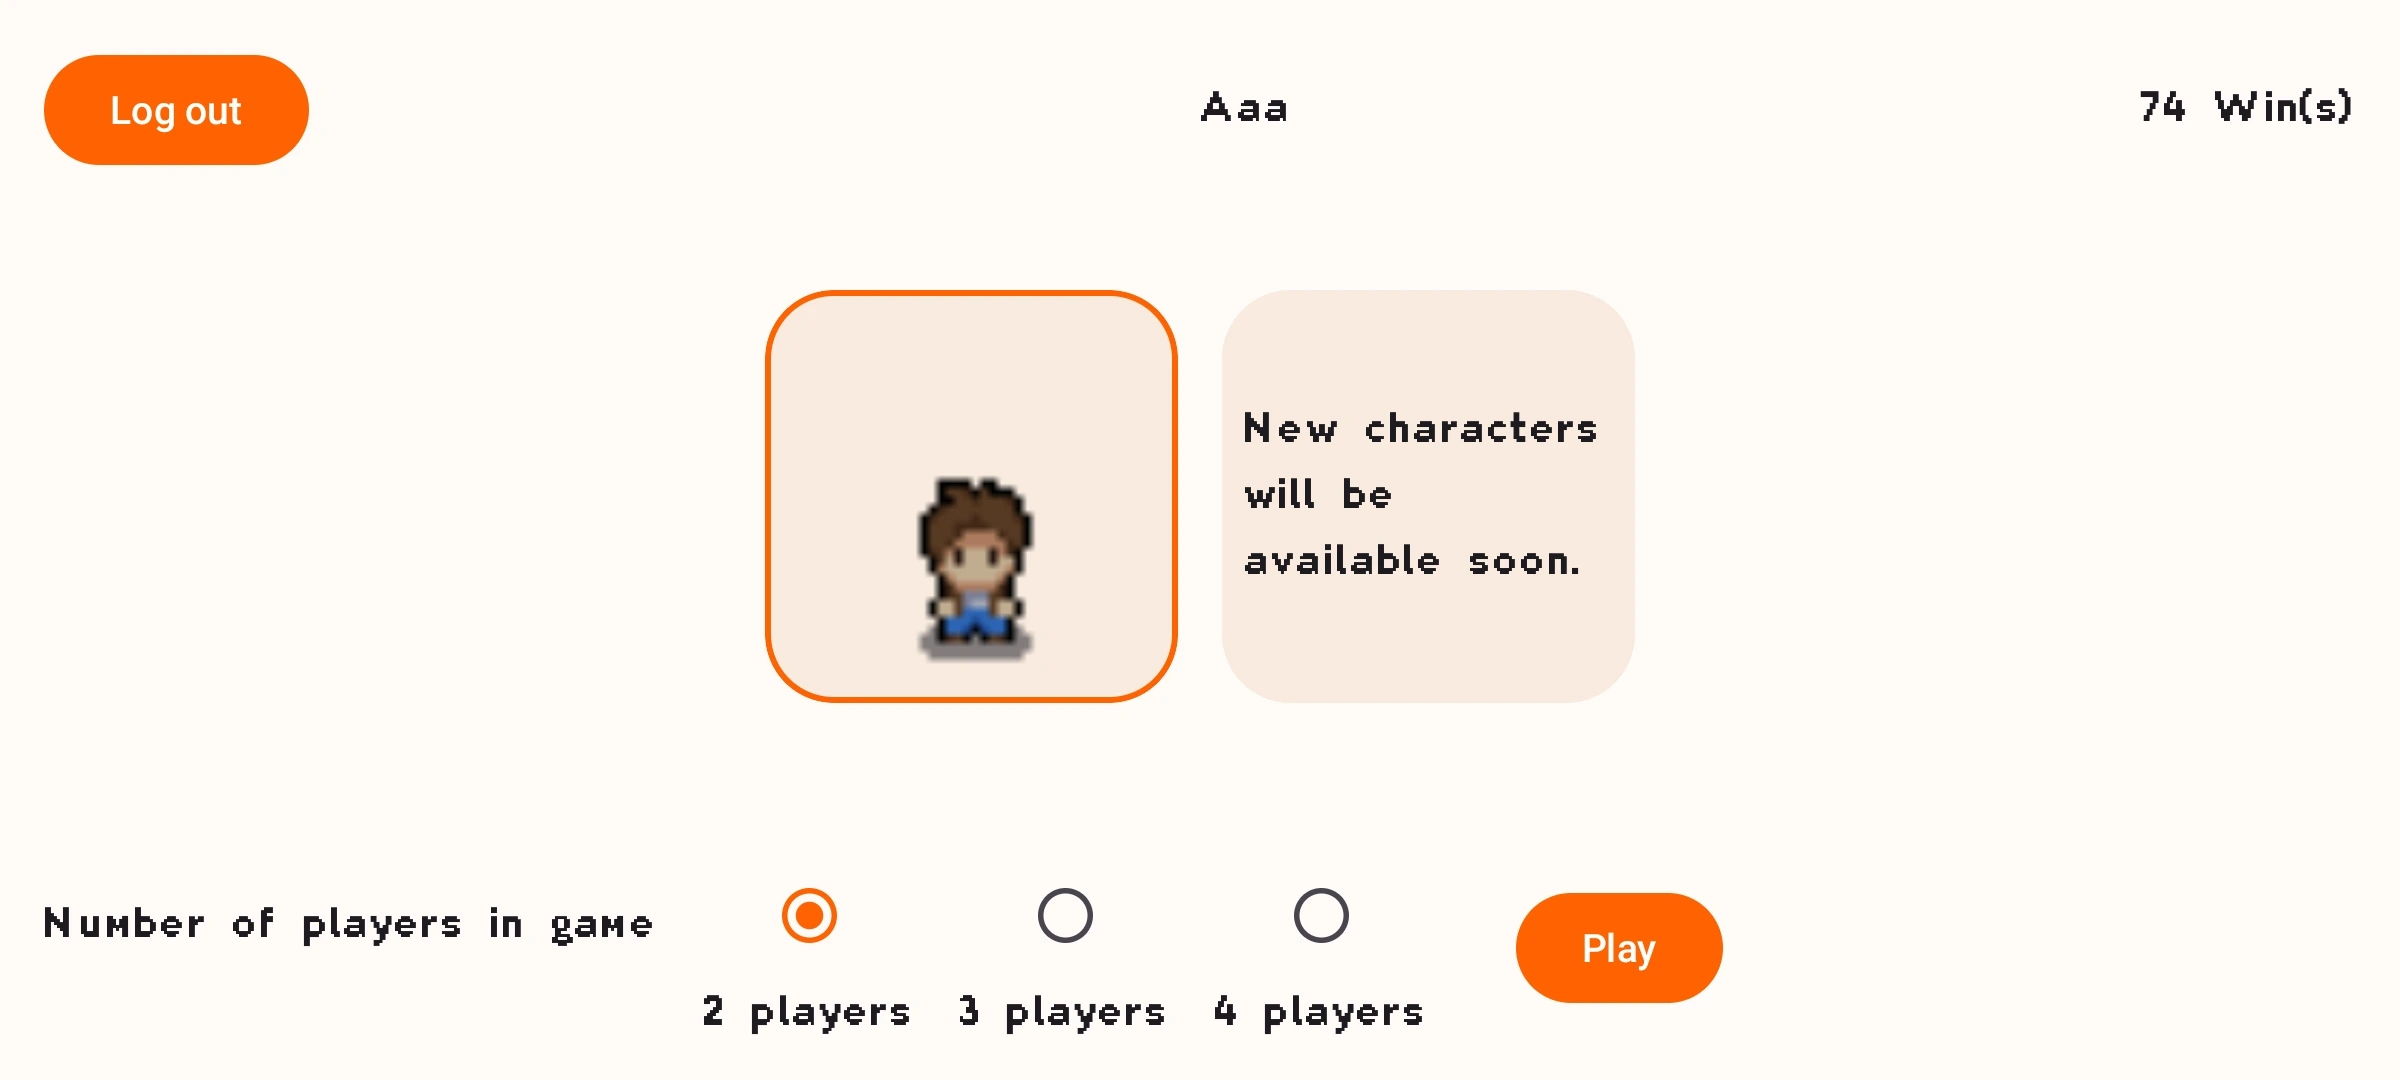 Log out
Aaa
74 Win(s)
New characters
will be
available soon.
Number of players in game
2 players
3 players
4 players
Play